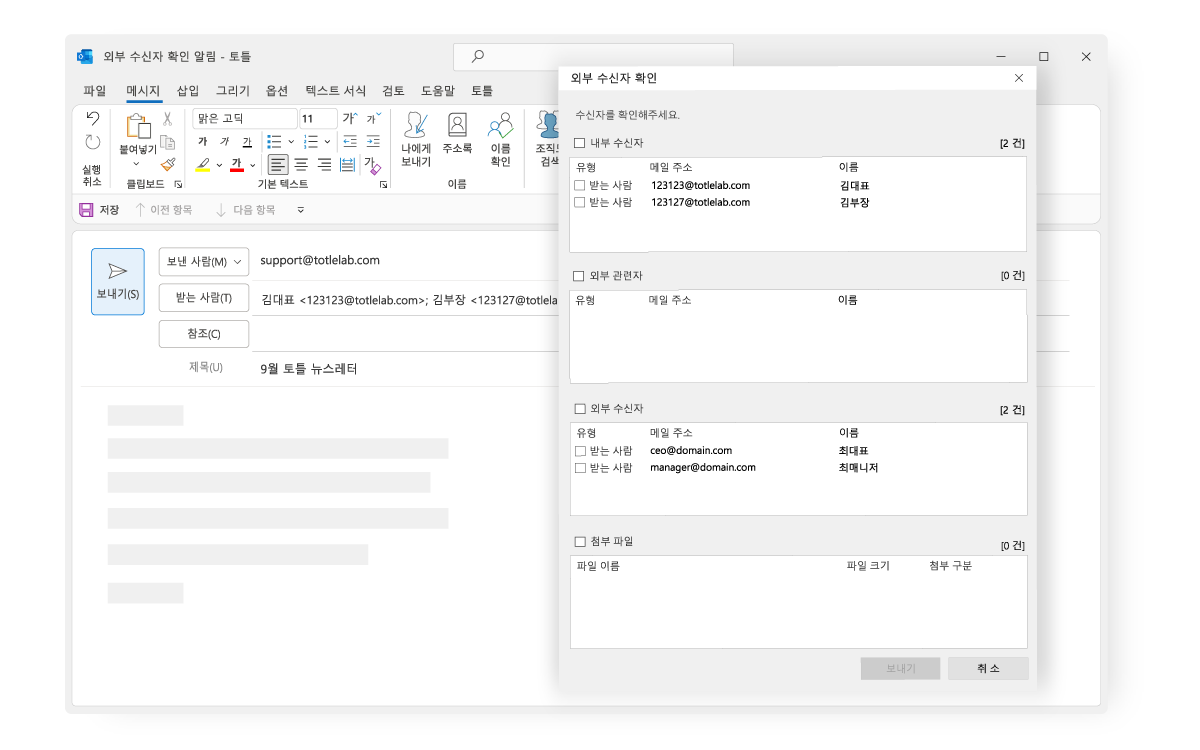 외부 수신자 확인 알림 - 토틀
파일 메시지 삽입 그리기 옵션 텍스트 서식 검토 도움말 토틀
실행
취소
붙여넣기
클립보드
맑은 고딕 11 가 가
가 가 가
가 가
기본 텍스트
나에게
보내기
주소록
이름
확인
이름
조직도
검색
저장 이전 항목 다음 항목
보내기(S)
보낸 사람(M) support@totlelab.com
받는 사람(T) 김대표 <123123@totlelab.com>; 김부장 <123127@totlela
참조(C)
제목(U) 9월 토틀 뉴스레터
외부 수신자 확인
수신자를 확인해주세요.
내부 수신자 [2 건]
유형 메일 주소 이름
받는 사람 123123@totlelab.com 김대표
받는 사람 123127@totlelab.com 김부장
외부 관련자 [0 건]
유형 메일 주소 이름
외부 수신자 [2 건]
유형 메일 주소 이름
받는 사람 ceo@domain.com 최대표
받는 사람 manager@domain.com 최매니저
첨부 파일 [0 건]
파일 이름 파일 크기 첨부 구분
보내기 취소